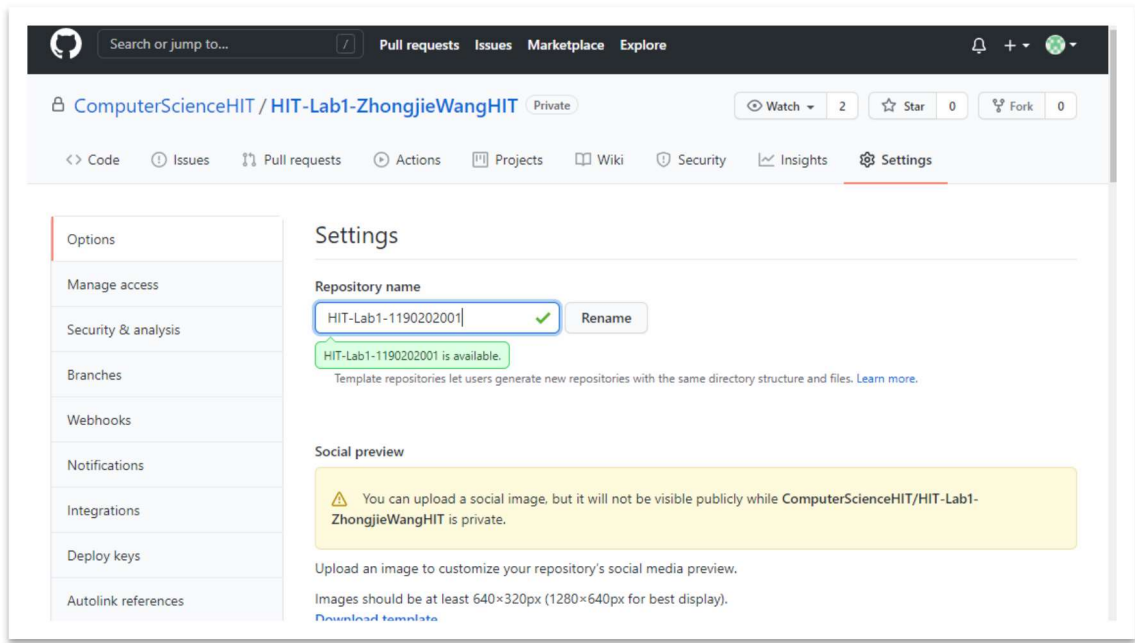 Search or jump to... / Pull requests Issues Marketplace Explore
ComputerScienceHIT / HIT-Lab1-ZhongjieWangHIT Private Watch 2 Star 0 Fork 0
<> Code Issues Pull requests Actions Projects Wiki Security Insights Settings
Options
Manage access
Security & analysis
Branches
Webhooks
Notifications
Integrations
Deploy keys
Autolink references
Settings
Repository name
HIT-Lab1-1190202001 Rename
HIT-Lab1-1190202001 is available.
Template repositories let users generate new repositories with the same directory structure and files. Learn more.
Social preview
You can upload a social image, but it will not be visible publicly while ComputerScienceHIT/HIT-Lab1-
ZhongjieWangHIT is private.
Upload an image to customize your repository's social media preview.
Images should be at least 640×320px (1280×640px for best display).
Download template